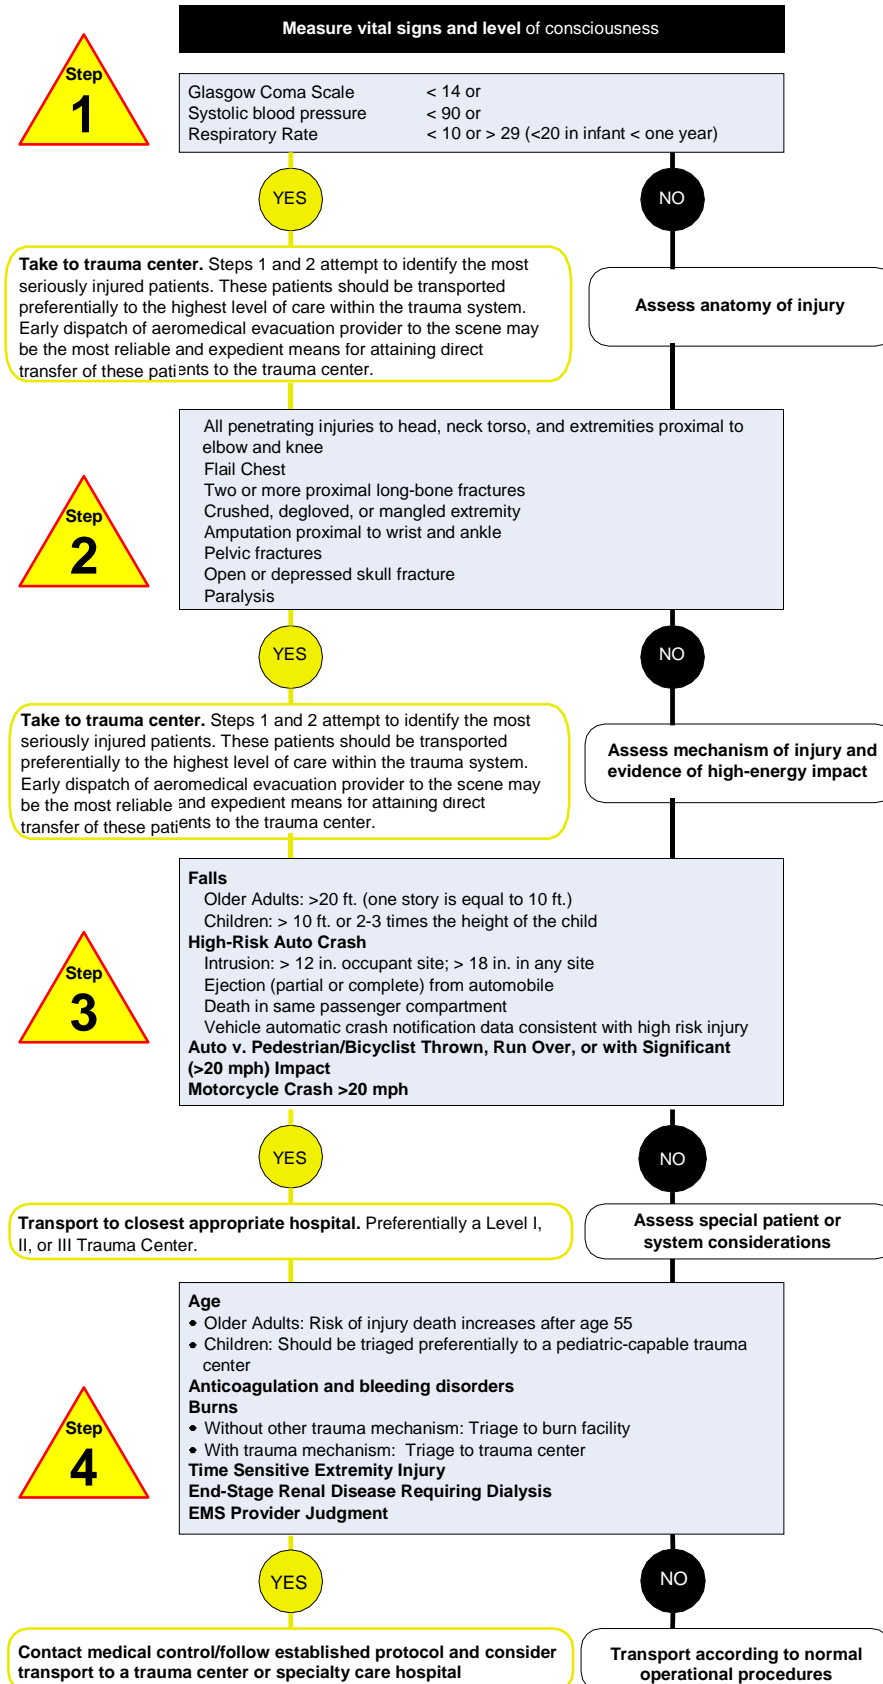 Measure vital signs and level of consciousness
Step
1
Glasgow Coma Scale < 14 or
Systolic blood pressure < 90 or
Respiratory Rate < 10 or > 29 (<20 in infant < one year)
YES
NO
Take to trauma center. Steps 1 and 2 attempt to identify the most
seriously injured patients. These patients should be transported
preferentially to the highest level of care within the trauma system.
Early dispatch of aeromedical evacuation provider to the scene may
be the most reliable and expedient means for attaining direct
transfer of these patients to the trauma center.
Assess anatomy of injury
Step
2
All penetrating injuries to head, neck torso, and extremities proximal to
elbow and knee
Flail Chest
Two or more proximal long-bone fractures
Crushed, degloved, or mangled extremity
Amputation proximal to wrist and ankle
Pelvic fractures
Open or depressed skull fracture
Paralysis
YES
NO
Take to trauma center. Steps 1 and 2 attempt to identify the most
seriously injured patients. These patients should be transported
preferentially to the highest level of care within the trauma system.
Early dispatch of aeromedical evacuation provider to the scene may
be the most reliable and expedient means for attaining direct
transfer of these patients to the trauma center.
Assess mechanism of injury and
evidence of high-energy impact
Step
3
Falls
Older Adults: >20 ft. (one story is equal to 10 ft.)
Children: > 10 ft. or 2-3 times the height of the child
High-Risk Auto Crash
Intrusion: > 12 in. occupant site; > 18 in. in any site
Ejection (partial or complete) from automobile
Death in same passenger compartment
Vehicle automatic crash notification data consistent with high risk injury
Auto v. Pedestrian/Bicyclist Thrown, Run Over, or with Significant
(>20 mph) Impact
Motorcycle Crash >20 mph
YES
NO
Transport to closest appropriate hospital. Preferentially a Level I,
II, or III Trauma Center.
Assess special patient or
system considerations
Step
4
Age
• Older Adults: Risk of injury death increases after age 55
• Children: Should be triaged preferentially to a pediatric-capable trauma
center
Anticoagulation and bleeding disorders
Burns
• Without other trauma mechanism: Triage to burn facility
• With trauma mechanism: Triage to trauma center
Time Sensitive Extremity Injury
End-Stage Renal Disease Requiring Dialysis
EMS Provider Judgment
YES
NO
Contact medical control/follow established protocol and consider
transport to a trauma center or specialty care hospital
Transport according to normal
operational procedures